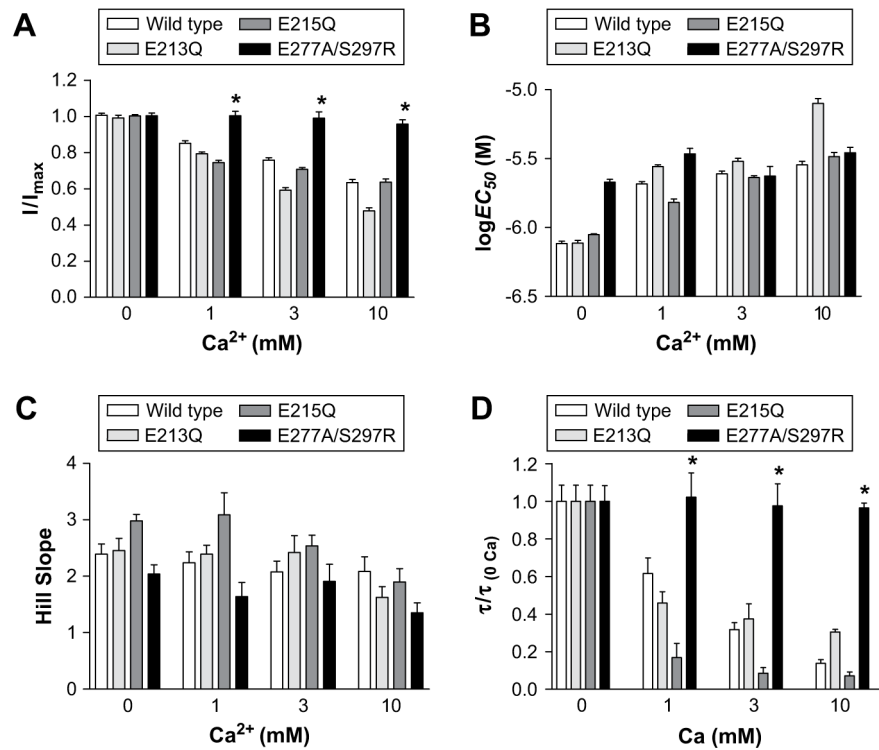 A
Wild type
E215Q
E213Q
E277A/S297R
1.2
1.0
0.8
0.6
0.4
0.2
0.0
I/Imax
* * *
0 1 3 10
Ca2+ (mM)
B
Wild type
E215Q
E213Q
E277A/S297R
-5.0
-5.5
-6.0
-6.5
logEC50 (M)
0 1 3 10
Ca2+ (mM)
C
Wild type
E215Q
E213Q
E277A/S297R
4
3
2
1
0
Hill Slope
0 1 3 10
Ca2+ (mM)
D
Wild type
E215Q
E213Q
E277A/S297R
1.2
1.0
0.8
0.6
0.4
0.2
0.0
τ/τ (0 Ca)
* * *
0 1 3 10
Ca (mM)